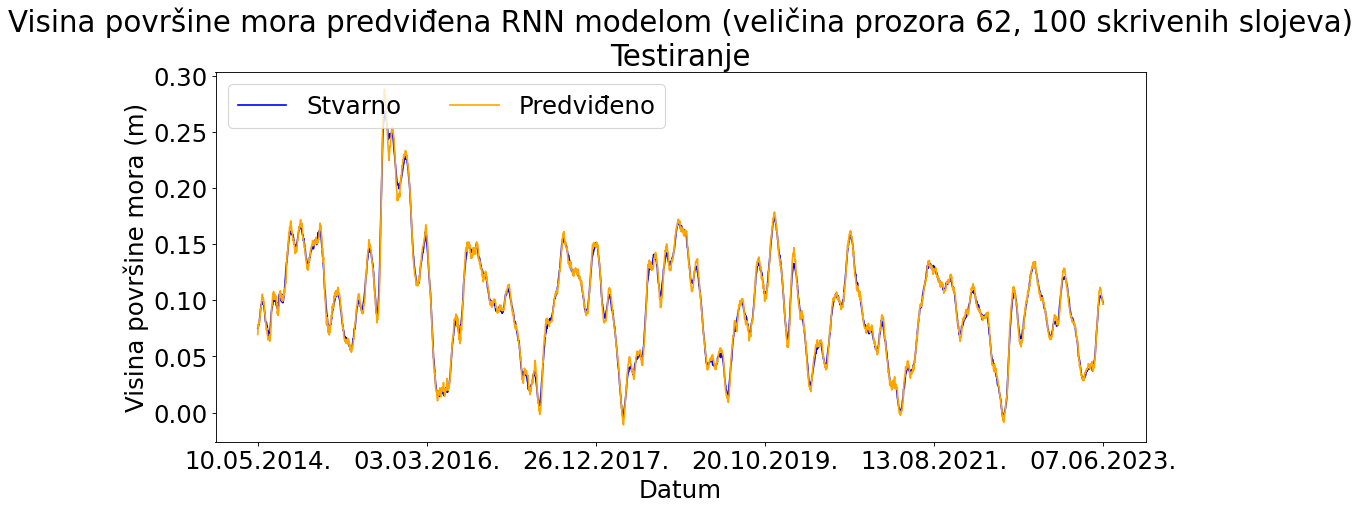 Visina površine mora predviđena RNN modelom (veličina prozora 62, 100 skrivenih slojeva)
Testiranje
Stvarno
Predviđeno
Visina površine mora (m)
0.30
0.25
0.20
0.15
0.10
0.05
0.00
10.05.2014.
03.03.2016.
26.12.2017.
20.10.2019.
13.08.2021.
07.06.2023.
Datum